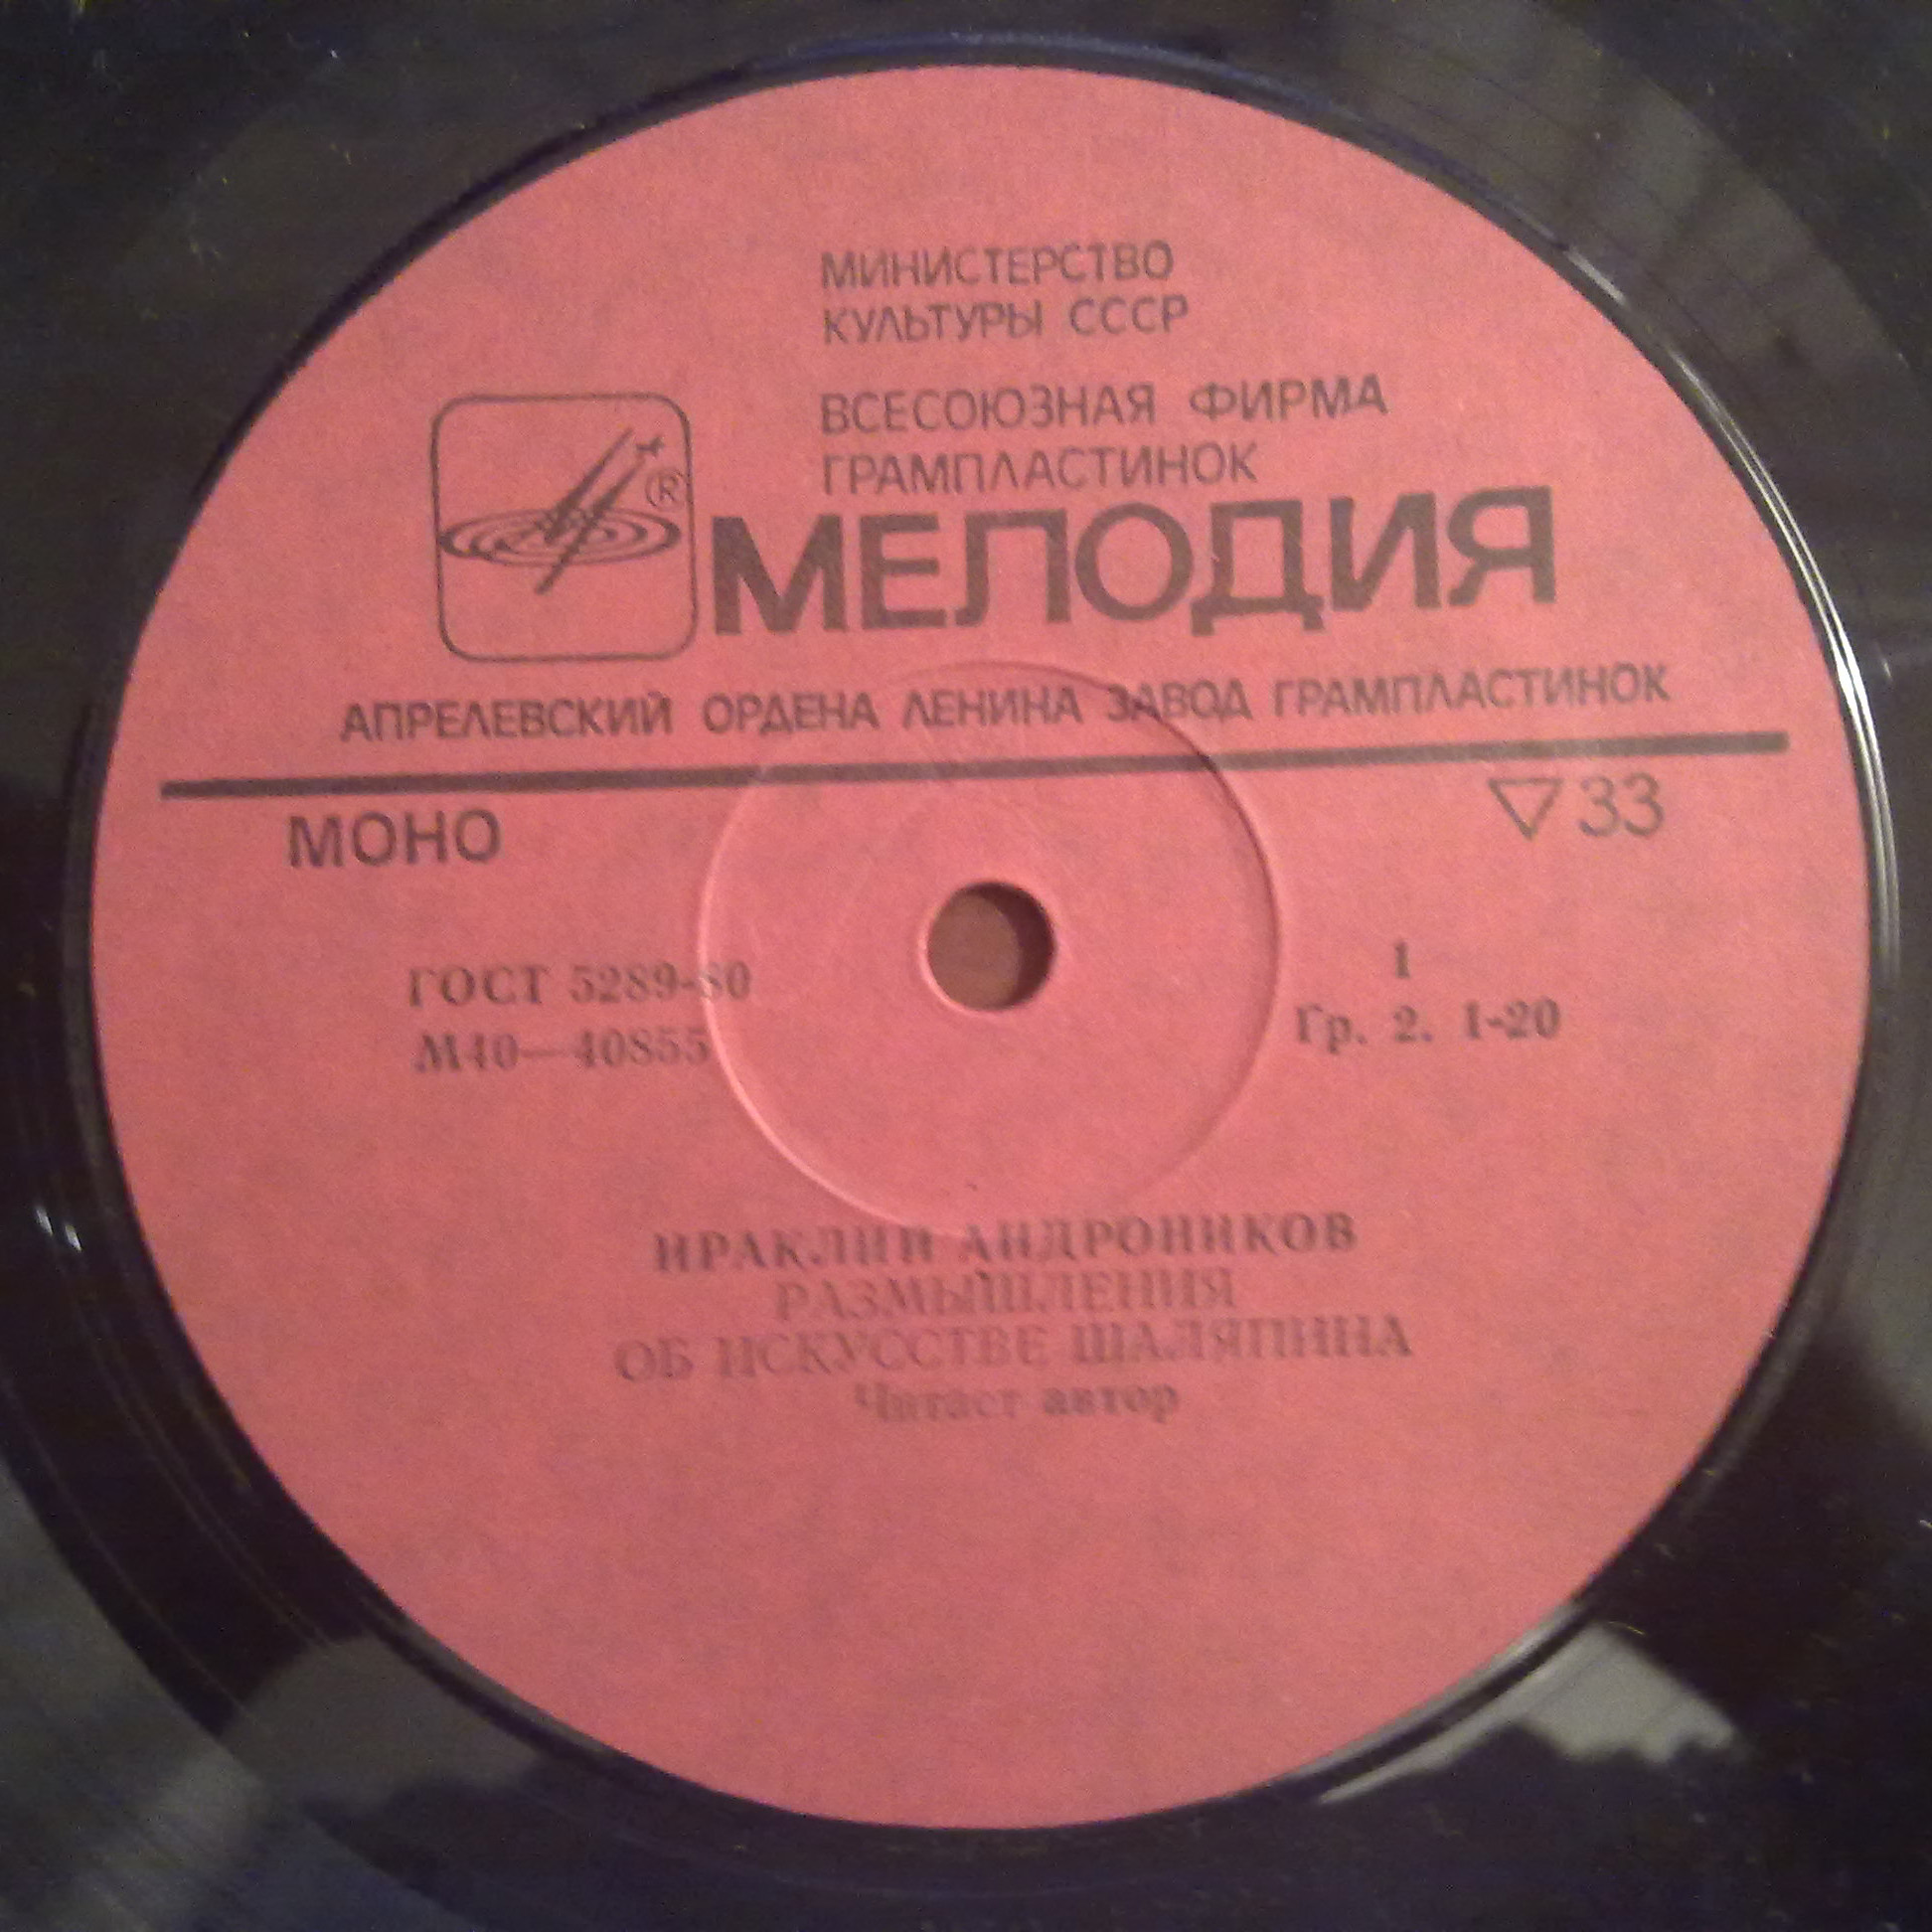 МИНИСТЕРСТВО
КУЛЬТУРЫ СССР
ВСЕСОЮЗНАЯ ФИРМА
ГРАМПЛАСТИНОК
®
МЕЛОДИЯ
АПРЕЛЕВСКИЙ ОРДЕНА ЛЕНИНА ЗАВОД ГРАМПЛАСТИНОК
МОНО
▽33
ГОСТ 5289-80
М40—40855
1
Гр. 2. 1-20
ИРАКЛИЙ АНДРОНИКОВ
РАЗМЫШЛЕНИЯ
ОБ ИСКУССТВЕ ШАЛЯПИНА
Читает автор